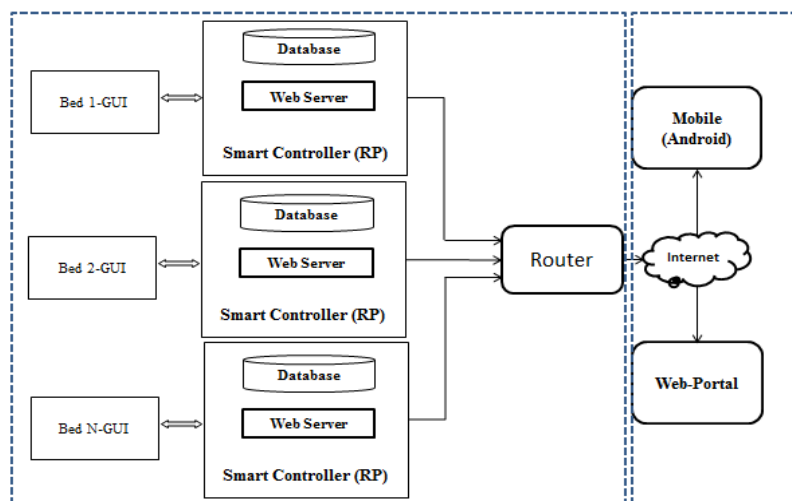 Database
Bed 1-GUI
Web Server
Smart Controller (RP)
Database
Bed 2-GUI
Web Server
Smart Controller (RP)
Database
Bed N-GUI
Web Server
Smart Controller (RP)
Router
Mobile
(Android)
Internet
Web-Portal